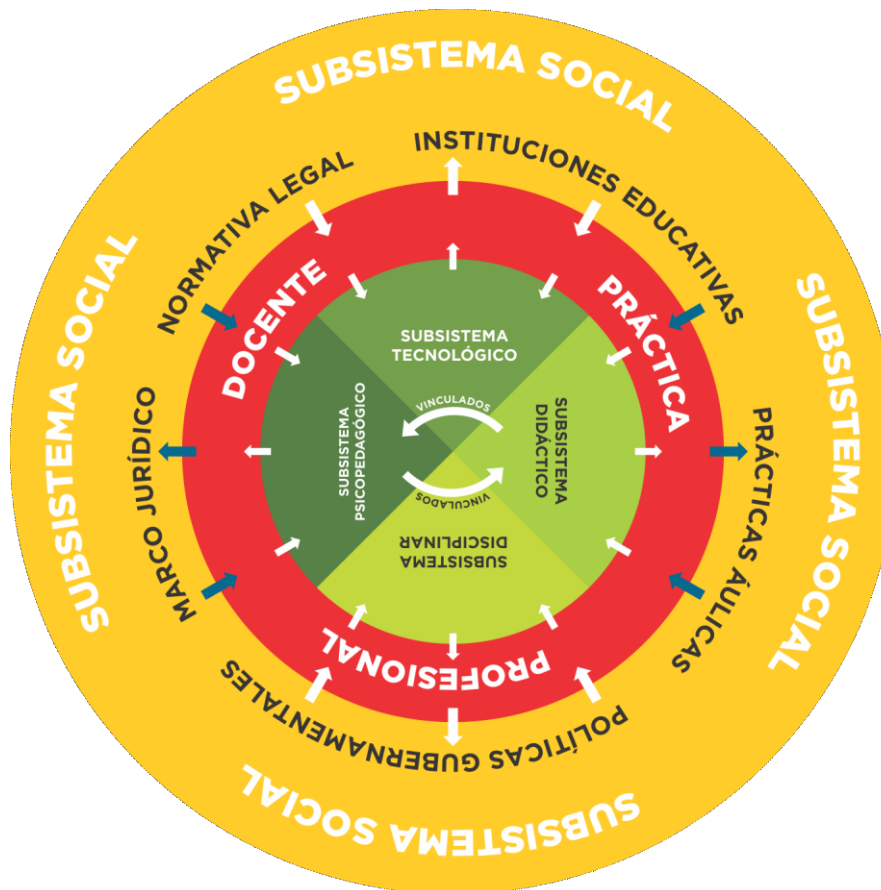 SUBSISTEMA SOCIAL
INSTITUCIONES EDUCATIVAS
NORMATIVA LEGAL
SUBSISTEMA SOCIAL
SUBSISTEMA SOCIAL
DOCENTE
PRÁCTICA
SUBSISTEMA
TECNOLÓGICO
VINCULADOS
SUBSISTEMA
PSICOPEDAGÓGICO
SUBSISTEMA
DIDÁCTICO
VINCULADOS
SUBSISTEMA
DISCIPLINAR
MARCO JURÍDICO
PRÁCTICAS ÁULICAS
PROFESIONAL
POLÍTICAS GUBERNAMENTALES
SUBSISTEMA SOCIAL